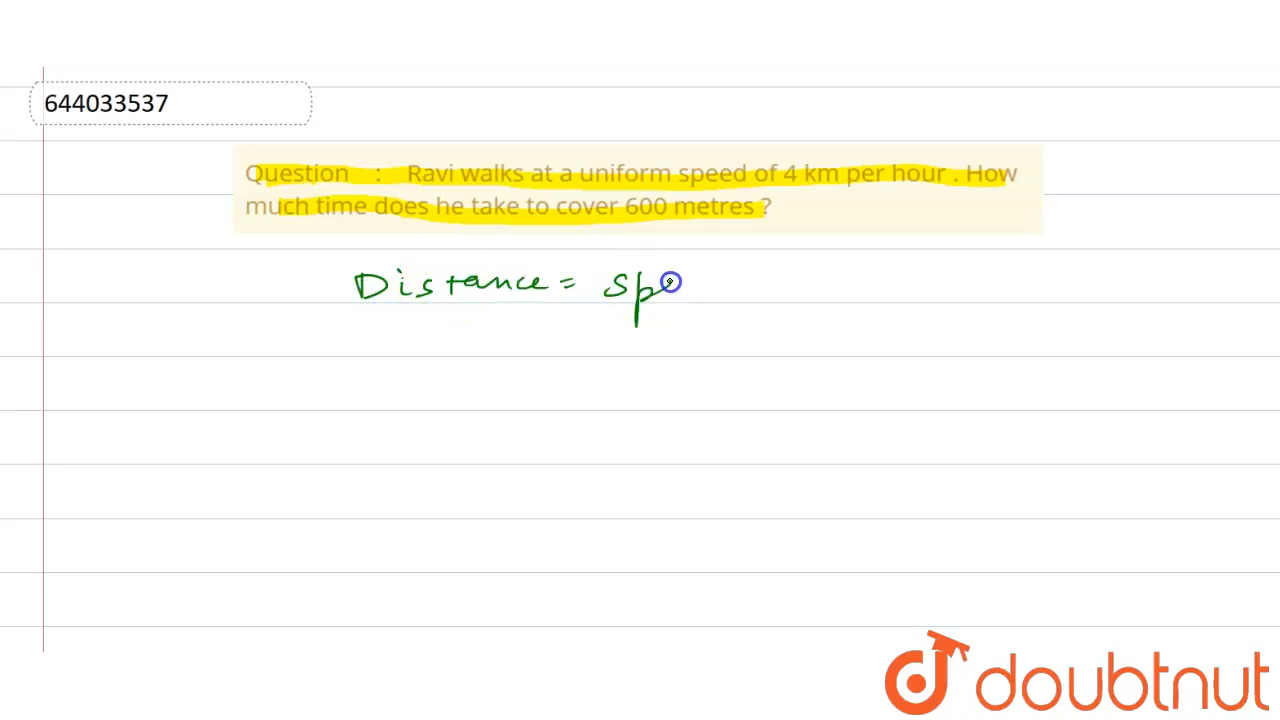 644033537
Question : Ravi walks at a uniform speed of 4 km per hour . How
much time does he take to cover 600 metres ?
Distance = Sp
doubtnut